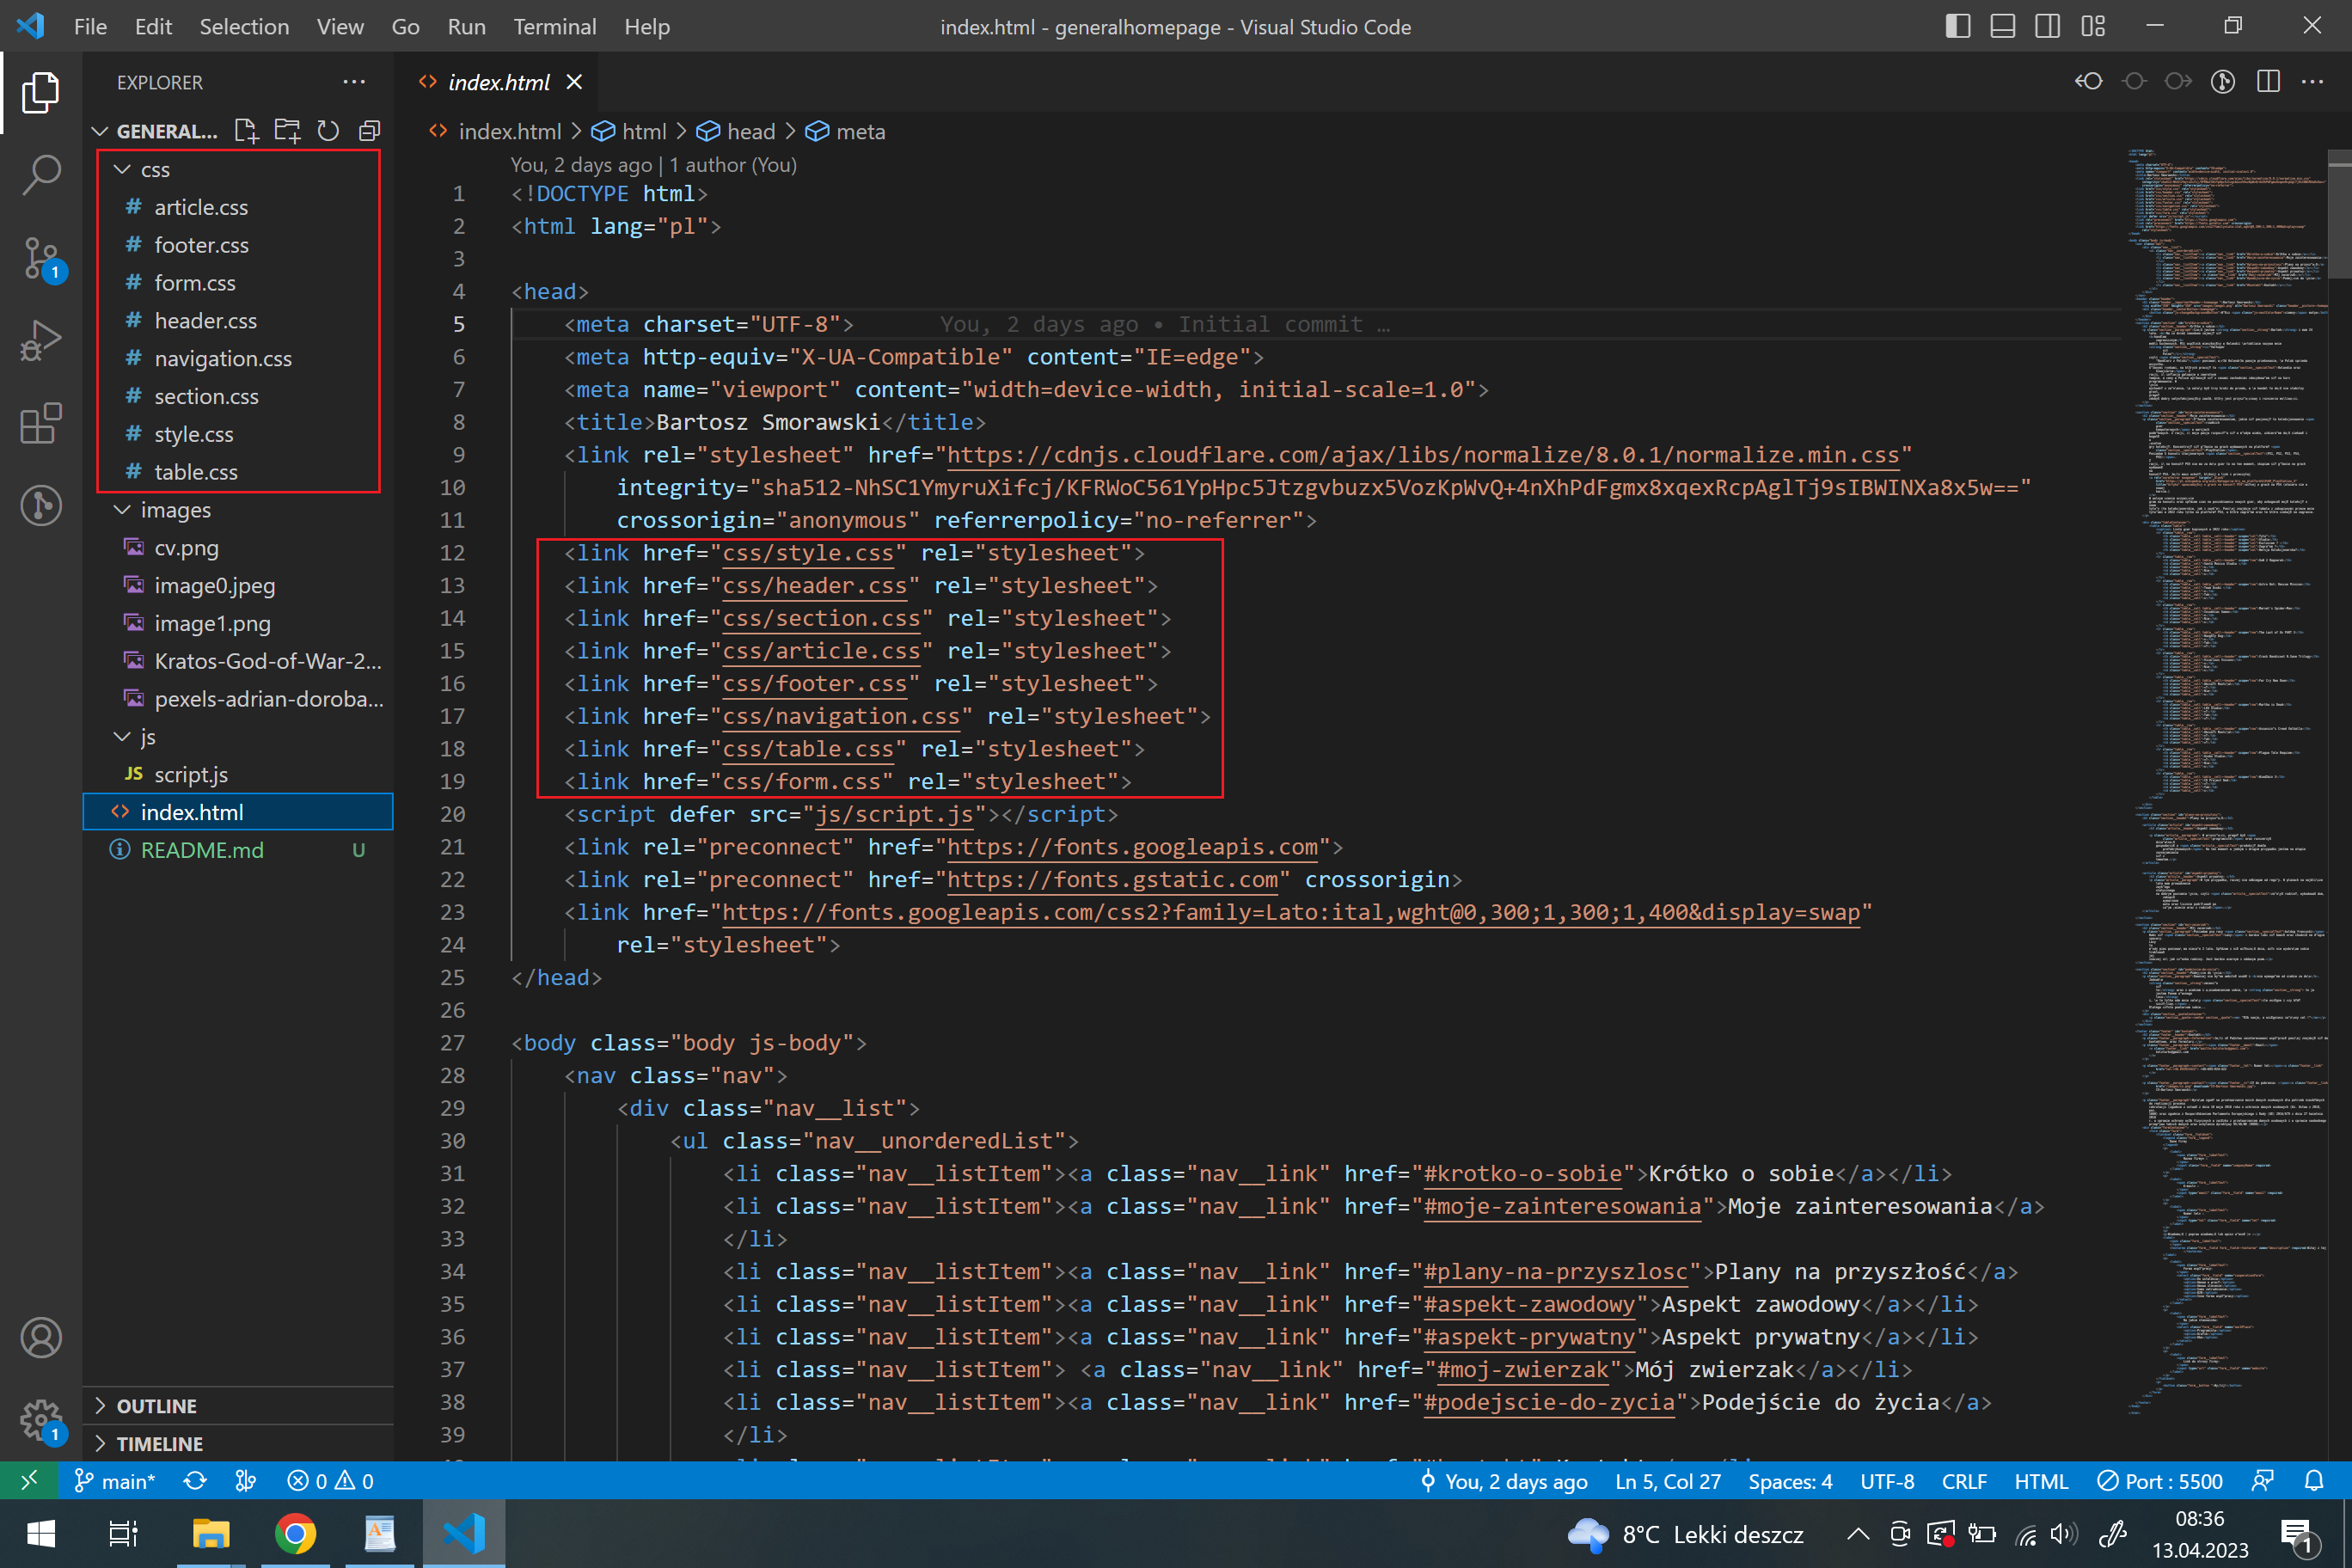 File Edit Selection View Go Run Terminal Help
index.html - generalhomepage - Visual Studio Code
EXPLORER
GENERAL...
css
article.css
footer.css
form.css
header.css
navigation.css
section.css
style.css
table.css
images
cv.png
image0.jpeg
image1.png
Kratos-God-of-War-2...
pexels-adrian-doroba...
js
JS script.js
index.html
README.md U
OUTLINE
TIMELINE
index.html
index.html > html > head > meta
You, 2 days ago | 1 author (You)
1 <!DOCTYPE html>
2 <html lang="pl">
3
4 <head>
5 <meta charset="UTF-8"> You, 2 days ago • Initial commit …
6 <meta http-equiv="X-UA-Compatible" content="IE=edge">
7 <meta name="viewport" content="width=device-width, initial-scale=1.0">
8 <title>Bartosz Smorawski</title>
9 <link rel="stylesheet" href="https://cdnjs.cloudflare.com/ajax/libs/normalize/8.0.1/normalize.min.css"
10 integrity="sha512-NhSC1YmyruXifcj/KFRWoC561YpHpc5Jtzgvbuzx5VozKpWvQ+4nXhPdFgmx8xqexRcpAglTj9sIBWINXa8x5w=="
11 crossorigin="anonymous" referrerpolicy="no-referrer">
12 <link href="css/style.css" rel="stylesheet">
13 <link href="css/header.css" rel="stylesheet">
14 <link href="css/section.css" rel="stylesheet">
15 <link href="css/article.css" rel="stylesheet">
16 <link href="css/footer.css" rel="stylesheet">
17 <link href="css/navigation.css" rel="stylesheet">
18 <link href="css/table.css" rel="stylesheet">
19 <link href="css/form.css" rel="stylesheet">
20 <script defer src="js/script.js"></script>
21 <link rel="preconnect" href="https://fonts.googleapis.com">
22 <link rel="preconnect" href="https://fonts.gstatic.com" crossorigin>
23 <link href="https://fonts.googleapis.com/css2?family=Lato:ital,wght@0,300;1,300;1,400&display=swap"
24 rel="stylesheet">
25 </head>
26
27 <body class="body js-body">
28 <nav class="nav">
29 <div class="nav__list">
30 <ul class="nav__unorderedList">
31 <li class="nav__listItem"><a class="nav__link" href="#krotko-o-sobie">Krótko o sobie</a></li>
32 <li class="nav__listItem"><a class="nav__link" href="#moje-zainteresowania">Moje zainteresowania</a>
33 </li>
34 <li class="nav__listItem"><a class="nav__link" href="#plany-na-przyszlosc">Plany na przyszłość</a>
35 <li class="nav__listItem"><a class="nav__link" href="#aspekt-zawodowy">Aspekt zawodowy</a></li>
36 <li class="nav__listItem"><a class="nav__link" href="#aspekt-prywatny">Aspekt prywatny</a></li>
37 <li class="nav__listItem"> <a class="nav__link" href="#moj-zwierzak">Mój zwierzak</a></li>
38 <li class="nav__listItem"><a class="nav__link" href="#podejscie-do-zycia">Podejście do życia</a>
39 </li>
main* 0 0 You, 2 days ago Ln 5, Col 27 Spaces: 4 UTF-8 CRLF HTML Port : 5500
8°C Lekki deszcz
08:36
13.04.2023
1